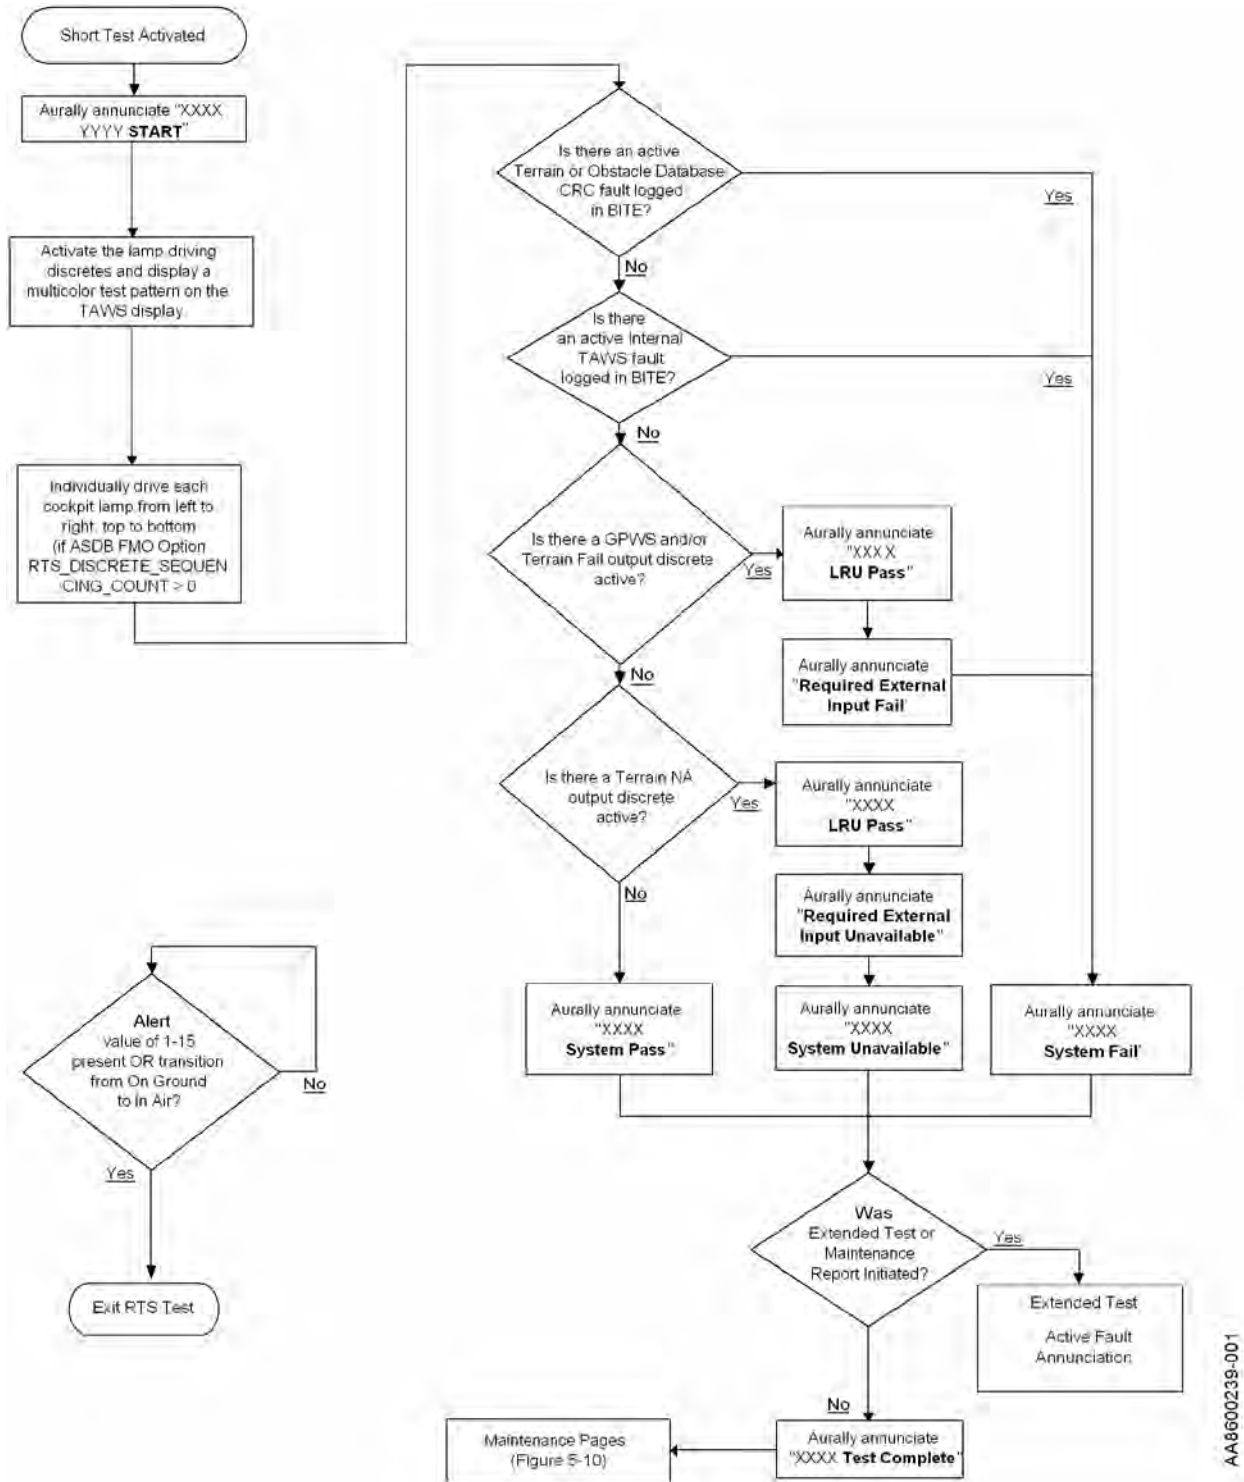 Short Test Activated
Aurally annunciate "XXXX
YYYY START"
Activate the lamp driving
discretes and display a
multicolor test pattern on the
TAWS display
Individually drive each
cockpit lamp from left to
right, top to bottom
(if ASDB FMO Option
RTS_DISCRETE_SEQUEN
CING_COUNT > 0
Is there an active
Terrain or Obstacle Database
CRC fault logged
in BITE?
Yes
No
Is there
an active Internal
TAWS fault
logged in BITE?
Yes
No
Is there a GPWS and/or
Terrain Fail output discrete
active?
Yes
Aurally annunciate
"XXX X
LRU Pass"
Aurally annunciate
"Required External
Input Fail
No
Is there a Terrain NA
output discrete
active?
Yes
Aurally annunciate
"XXXX
LRU Pass"
Aurally annunciate
"Required External
Input Unavailable"
No
Aurally annunciate
"XXXX
System Pass"
Aurally annunciate
"XXXX
System Unavailable"
Aurally annunciate
"XXXX
System Fail'
Alert
value of 1-15
present OR transition
from On Ground
to In Air?
No
Yes
Exit RTS Test
Was
Extended Test or
Maintenance
Report Initiated?
Yes
Extended Test
Active Fault
Annunciation
No
Aurally annunciate
"XXXX Test Complete"
Maintenance Pages
(Figure 5-10)
AA8600239-001